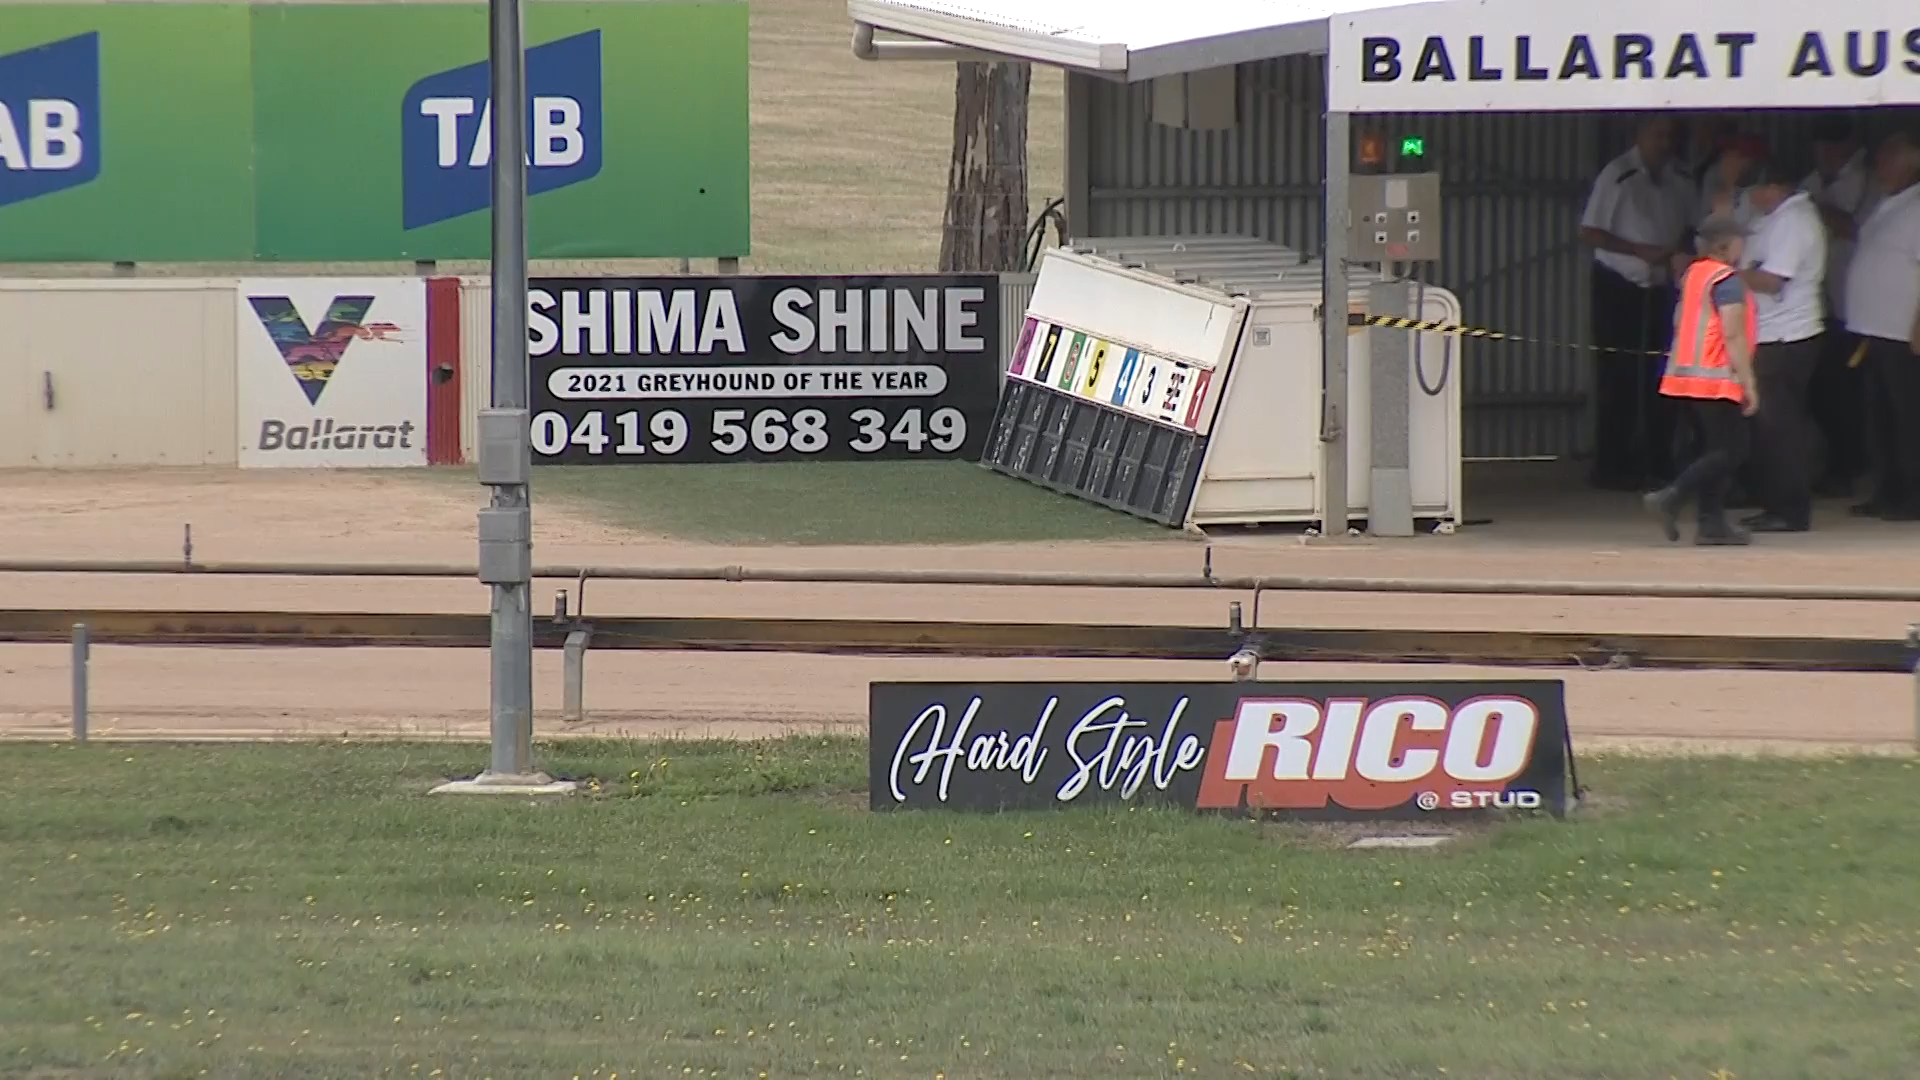 AB
TAB
BALLARAT AUS
V
Ballarat
SHIMA SHINE
2021 GREYHOUND OF THE YEAR
0419 568 349
8 7 6 5 4 3 2 1
Hard Style RICO
@ STUD